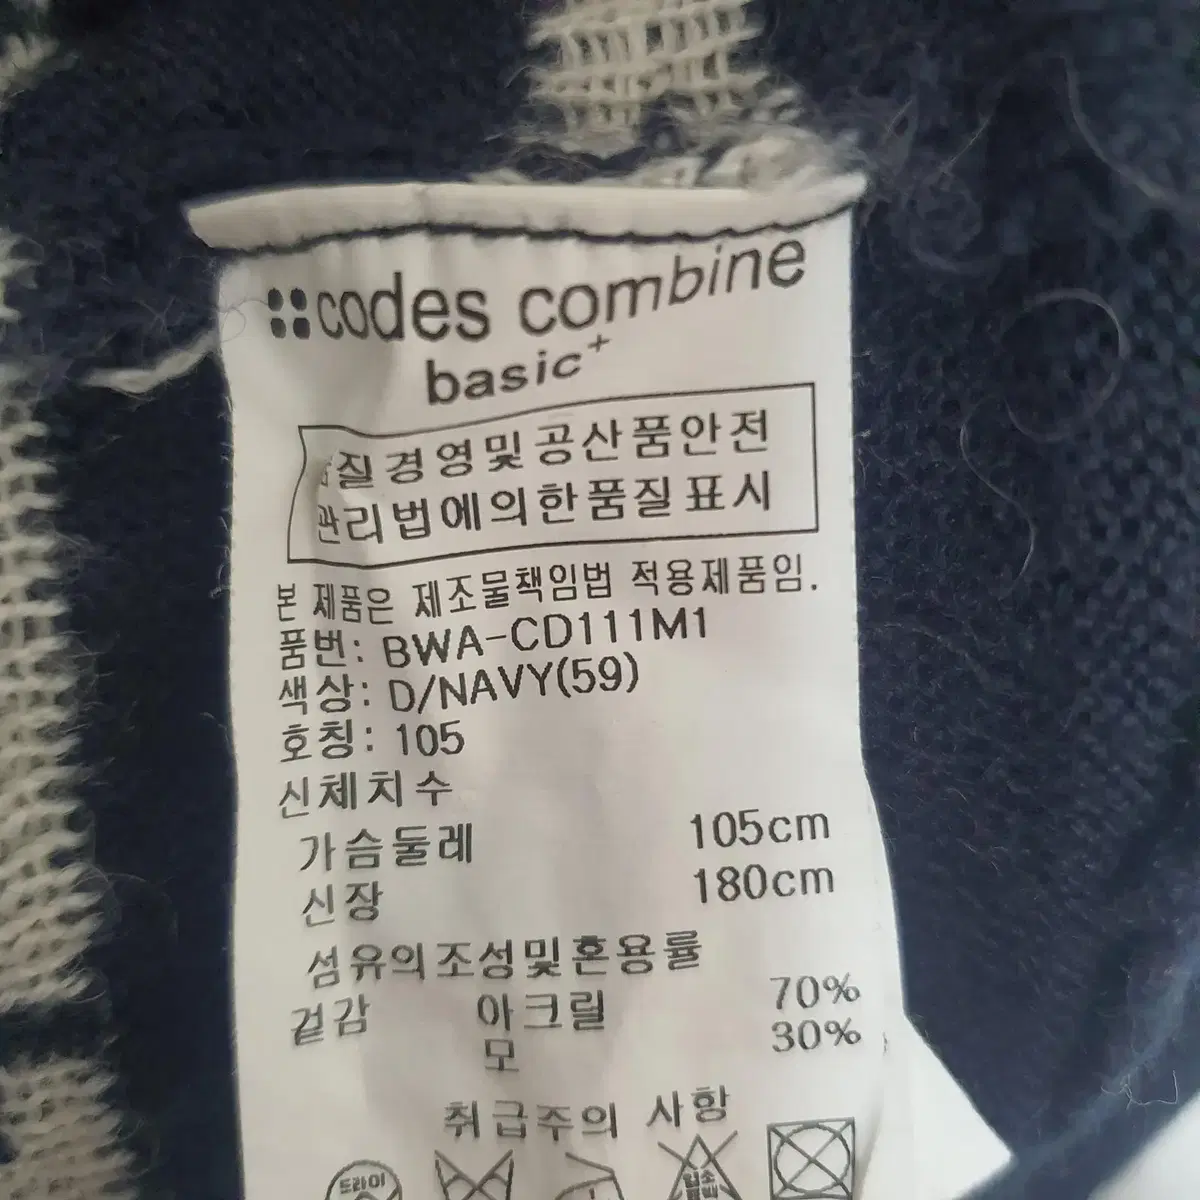 codes combine
basic+
질경영및 공산품안전
관리법에의한품질표시
본 제품은 제조물책임법 적용제품임.
품번: BWA-CD111M1
색상: D/NAVY(59)
호칭: 105
신체치수
가슴둘레 105cm
신장 180cm
섬유의조성및혼용률
겉감 아크릴 70%
모 30%
취급주의 사항
드라이